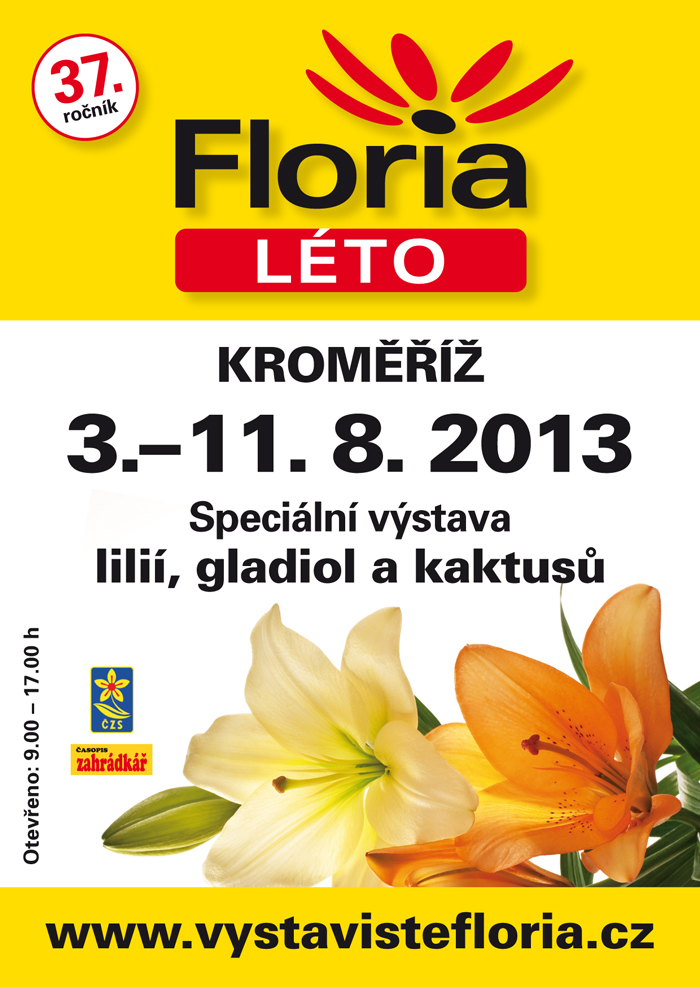 37.
ročník
Floria
LÉTO
KROMĚŘÍŽ
3.–11. 8. 2013
Speciální výstava
lilií, gladiol a kaktusů
Otevřeno: 9.00 – 17.00 h
ČZS
ČASOPIS
zahrádkář
www.vystavistefloria.cz